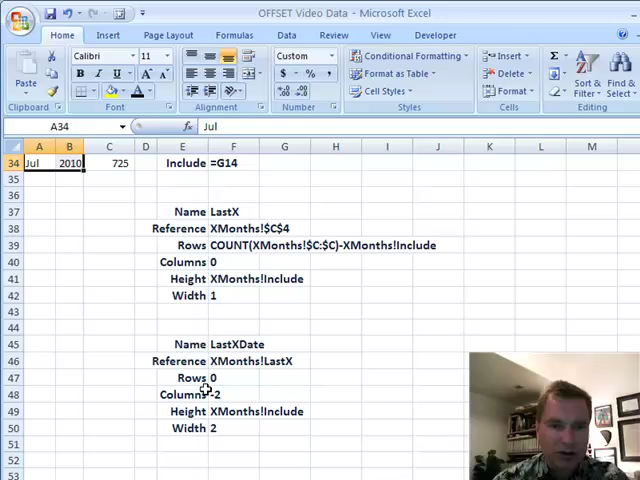 OFFSET Video Data - Microsoft Excel
Home Insert Page Layout Formulas Data Review View Developer
Paste
Clipboard
Calibri 11
B I U
Font
Alignment
Custom
$ % ,
Number
Conditional Formatting
Format as Table
Cell Styles
Styles
Insert
Delete
Format
Cells
Σ
Sort & Filter
Find & Select
Editing
A34 fx Jul
A B C D E F G H I J K L M
34 Jul 2010 725 Include =G14
35
36
37 Name LastX
38 Reference XMonths!$C$4
39 Rows COUNT(XMonths!$C:$C)-XMonths!Include
40 Columns 0
41 Height XMonths!Include
42 Width 1
43
44
45 Name LastXDate
46 Reference XMonths!LastX
47 Rows 0
48 Columns -2
49 Height XMonths!Include
50 Width 2
51
52
53